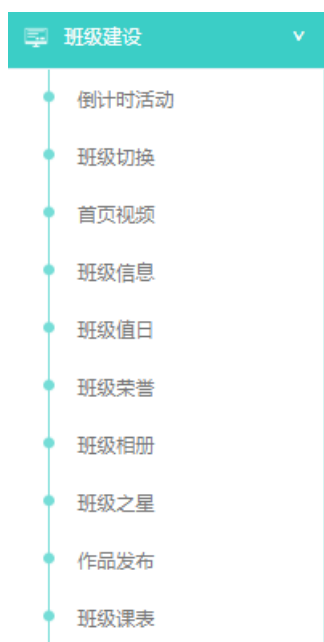 班级建设
倒计时活动
班级切换
首页视频
班级信息
班级值日
班级荣誉
班级相册
班级之星
作品发布
班级课表